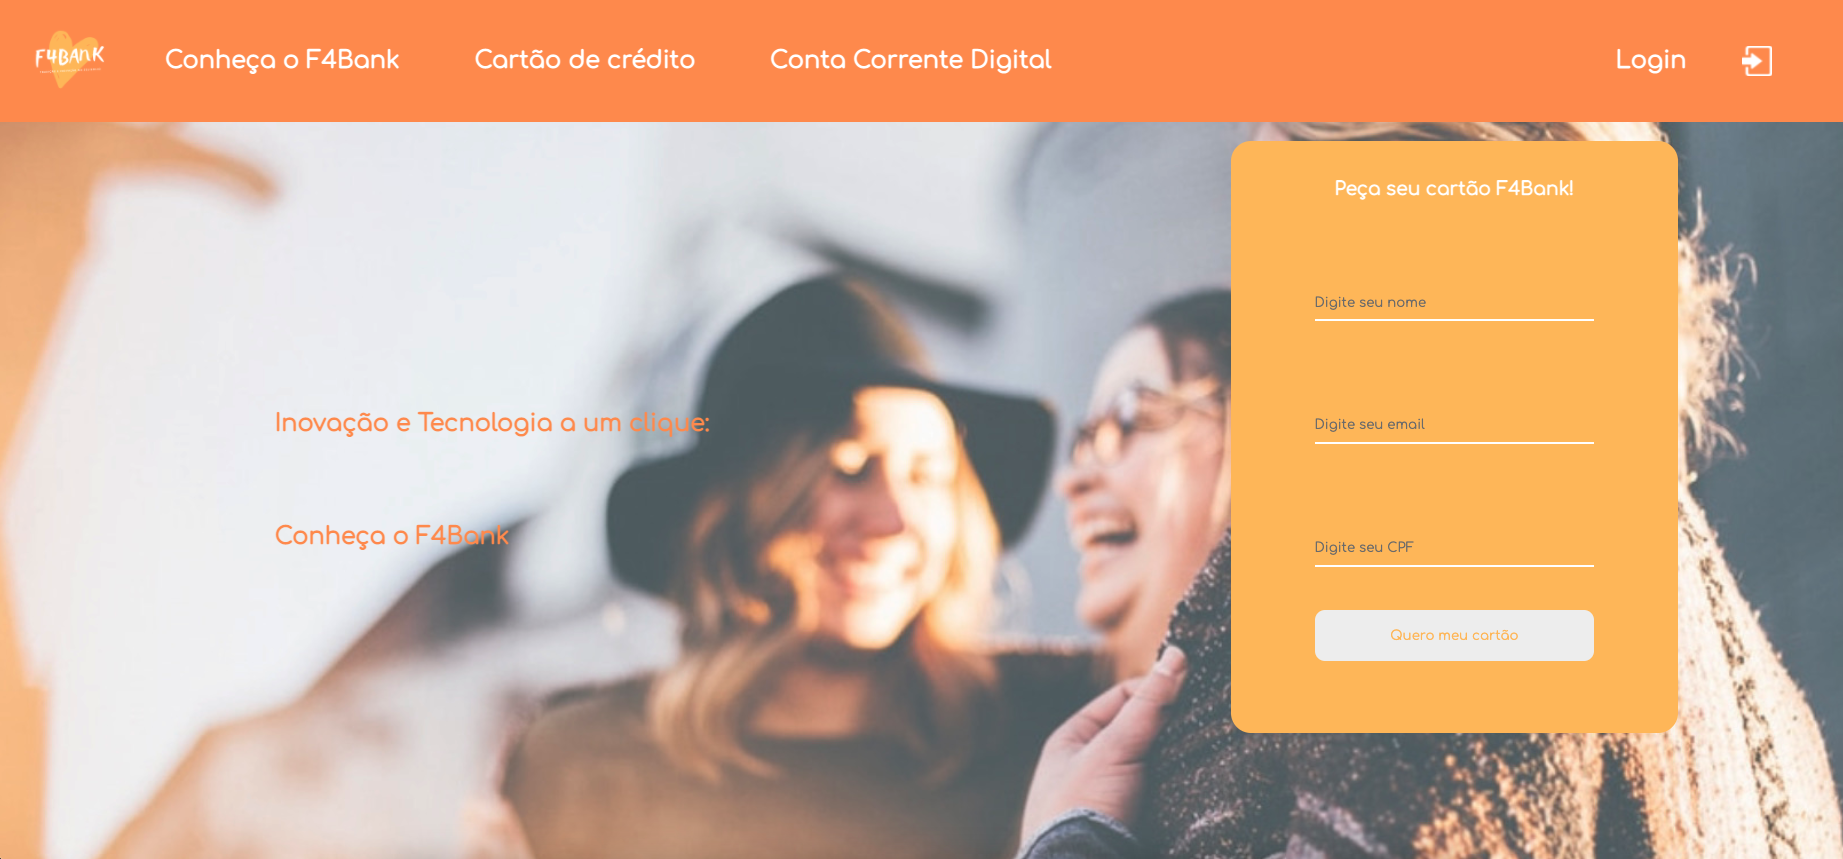 F4BANK
Conheça o F4Bank
Cartão de crédito
Conta Corrente Digital
Login
Peça seu cartão F4Bank!
Digite seu nome
Inovação e Tecnologia a um clique:
Digite seu email
Conheça o F4Bank
Digite seu CPF
Quero meu cartão